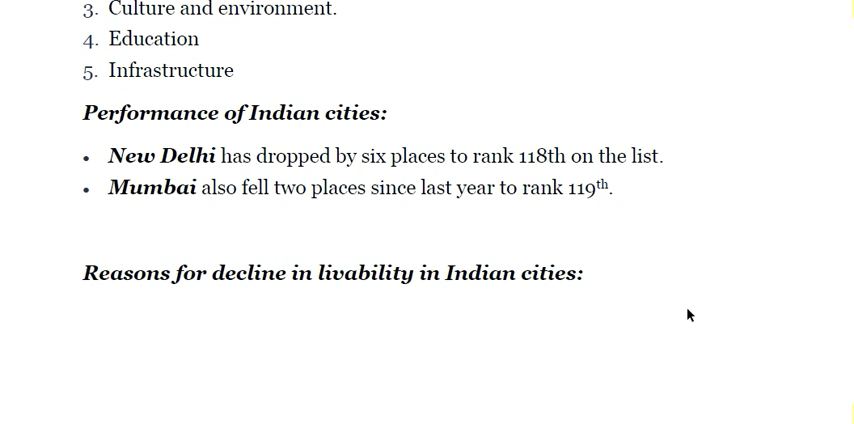 3. Culture and environment.
4. Education
5. Infrastructure
Performance of Indian cities:
• New Delhi has dropped by six places to rank 118th on the list.
• Mumbai also fell two places since last year to rank 119th.
Reasons for decline in livability in Indian cities: